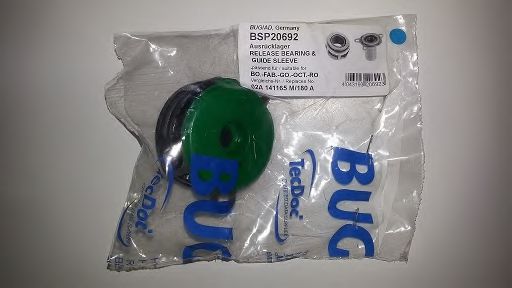 BUGIAD, Germany
BSP20692
Ausrücklager
RELEASE BEARING &
GUIDE SLEEVE
passend für / suitable for
BO.-FAB.-GO.-OCT.-RO
Vergleichs-Nr. / Replaces No.
02A 141165 M/180 A
BUG
TecDoc
BUG
TecDoc